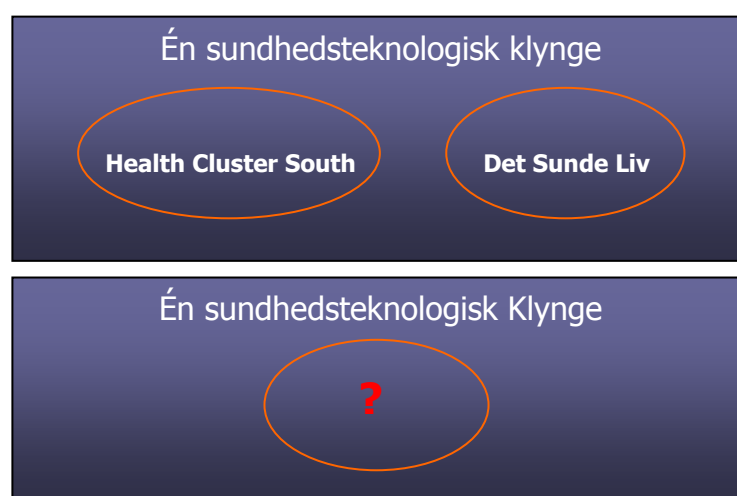 Én sundhedsteknologisk klynge
Health Cluster South Det Sunde Liv
Én sundhedsteknologisk Klynge
?